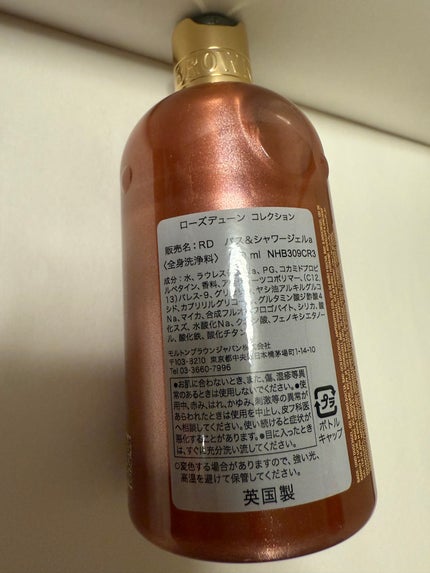 ROWN
ローズデューン コレクション
販売名：RD バス＆シャワージェルa
〈全身洗浄料〉 ml NHB309CR3
成分：水、ラウレス a、PG、コカミドプロピ
ルベタイン、香料、 ーツコポリマー、(C12,
13)パレス-9、グリ ヤシ油アルキルグルコ
シド、カプリリルグリコ グルタミン酸ジ酢酸4
Na、マイカ、合成フル フロゴパイト、シリカ、酸
化スズ、水酸化Na、ク ン酸、フェノキシエタノー
ル、酸化鉄、酸化チタン
モルトンブラウンジャパン株式会社
〒103-8210 東京都中央区日本橋茅場町1-14-10
Tel 03-3660-7996
●お肌に合わないとき、また、傷、湿疹等異
常のあるときは使用しないでください。●使
用中、赤み、はれ、かゆみ、刺激等の異常が
あらわれたときは使用を中止し、皮フ科医
へ相談してください。使い続けると症状が
悪化することがあります。●目に入ったとき
は、すぐに充分洗い流してください。
○変色する場合がありますので、強い光、
高温を避けて保管してください。
プラ
ボトル
キャップ
英国製